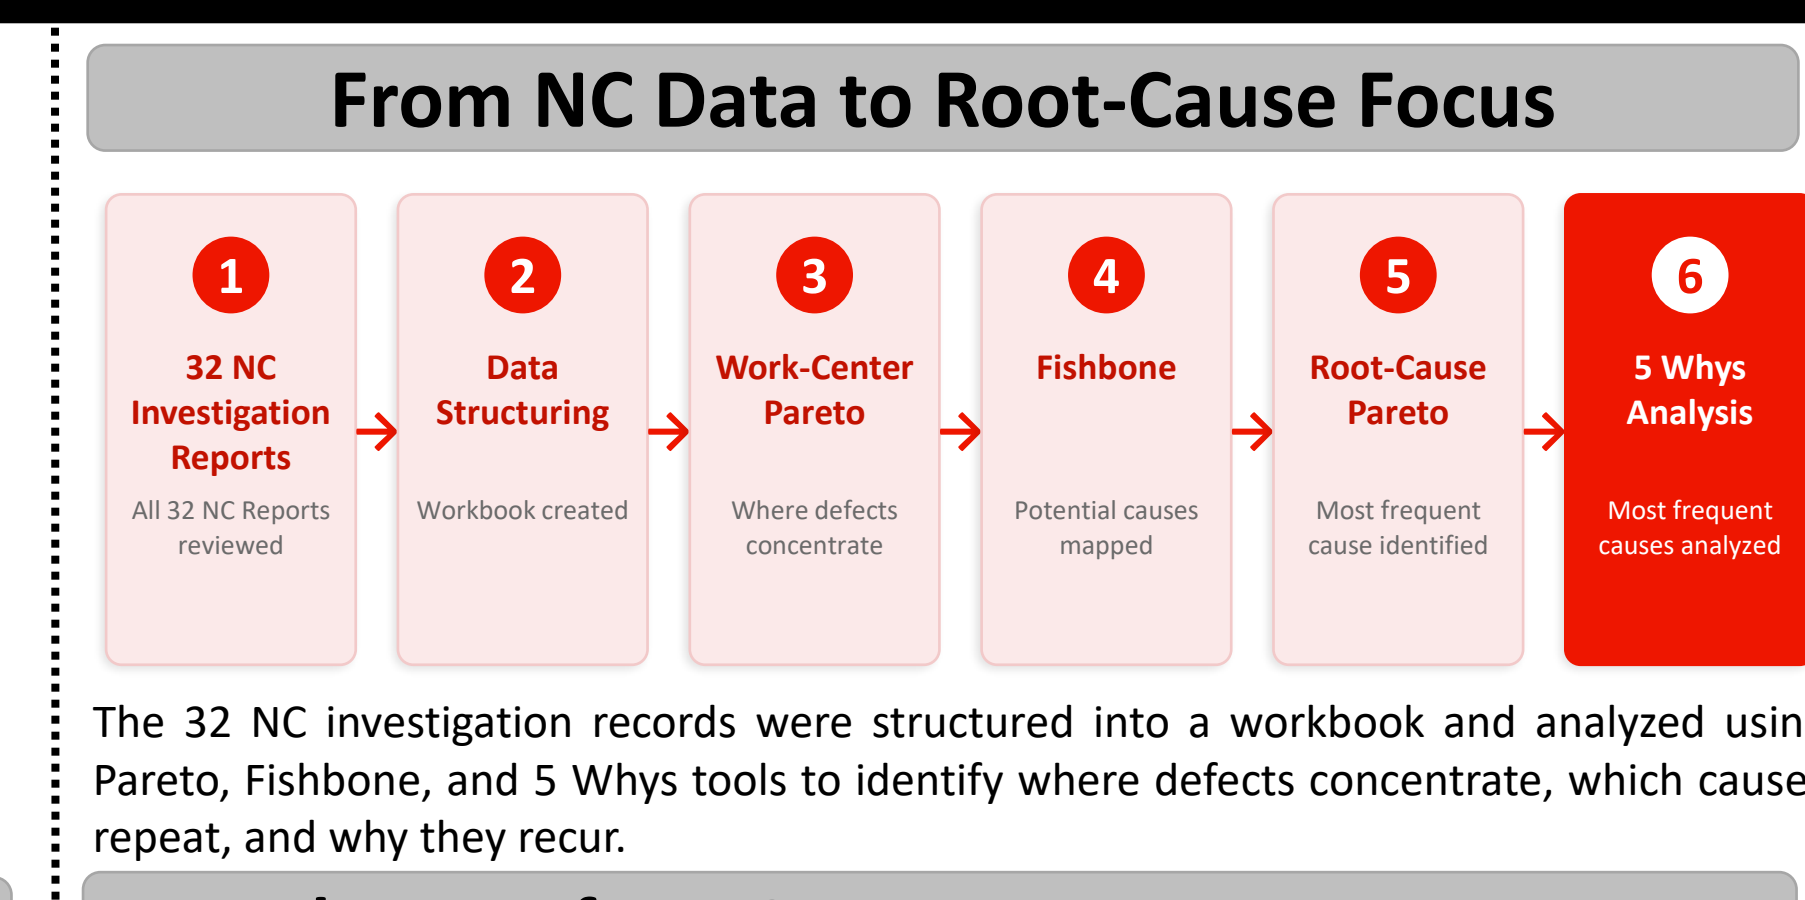 From NC Data to Root-Cause Focus
1
32 NC
Investigation
Reports
All 32 NC Reports
reviewed
2
Data
Structuring
Workbook created
3
Work-Center
Pareto
Where defects
concentrate
4
Fishbone
Potential causes
mapped
5
Root-Cause
Pareto
Most frequent
cause identified
6
5 Whys
Analysis
Most frequent
causes analyzed
The 32 NC investigation records were structured into a workbook and analyzed usin
Pareto, Fishbone, and 5 Whys tools to identify where defects concentrate, which cause
repeat, and why they recur.